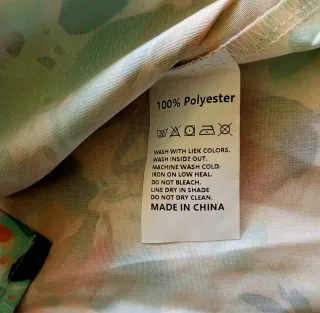 100% Polyester
WASH WITH LIEK COLORS.
WASH INSIDE OUT.
MACHINE WASH COLD.
IRON ON LOW HEAL.
DO NOT BLEACH.
LINE DRY IN SHADE
DO NOT DRY CLEAN.
MADE IN CHINA